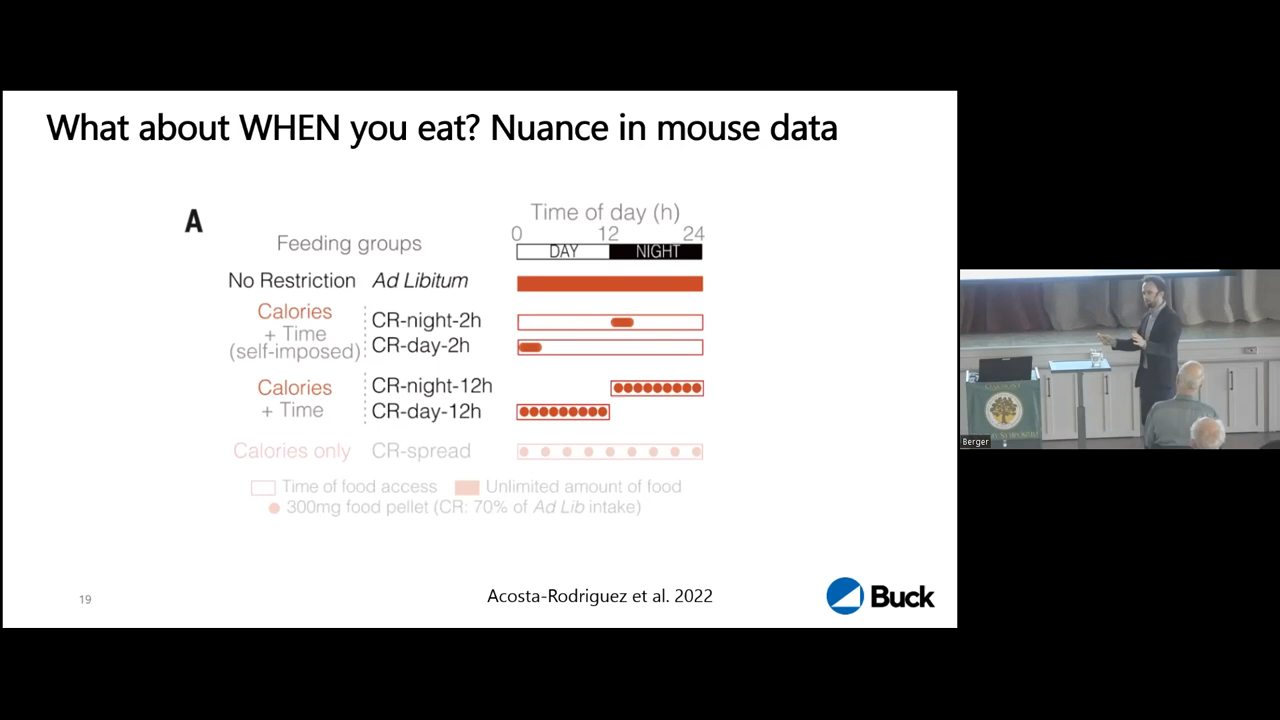 What about WHEN you eat? Nuance in mouse data
A
Time of day (h)
0 12 24
Feeding groups
DAY NIGHT
No Restriction Ad Libitum
Calories
+ Time
(self-imposed)
CR-night-2h
CR-day-2h
Calories
+ Time
CR-night-12h
CR-day-12h
Calories only CR-spread
Time of food access Unlimited amount of food
300mg food pellet (CR: 70% of Ad Lib intake)
19
Acosta-Rodriguez et al. 2022
Buck
Berger